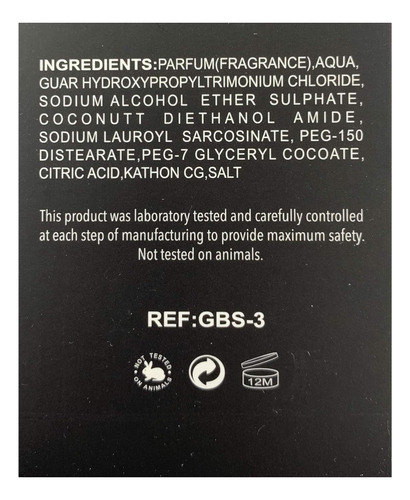 INGREDIENTS:PARFUM(FRAGRANCE),AQUA,
GUAR HYDROXYPROPYLTRIMONIUM CHLORIDE,
SODIUM ALCOHOL ETHER SULPHATE,
COCONUTT DIETHANOL AMIDE,
SODIUM LAUROYL SARCOSINATE, PEG-150
DISTEARATE,PEG-7 GLYCERYL COCOATE,
CITRIC ACID,KATHON CG,SALT
This product was laboratory tested and carefully controlled
at each step of manufacturing to provide maximum safety.
Not tested on animals.
REF:GBS-3
NOT TESTED
ON ANIMALS
12M